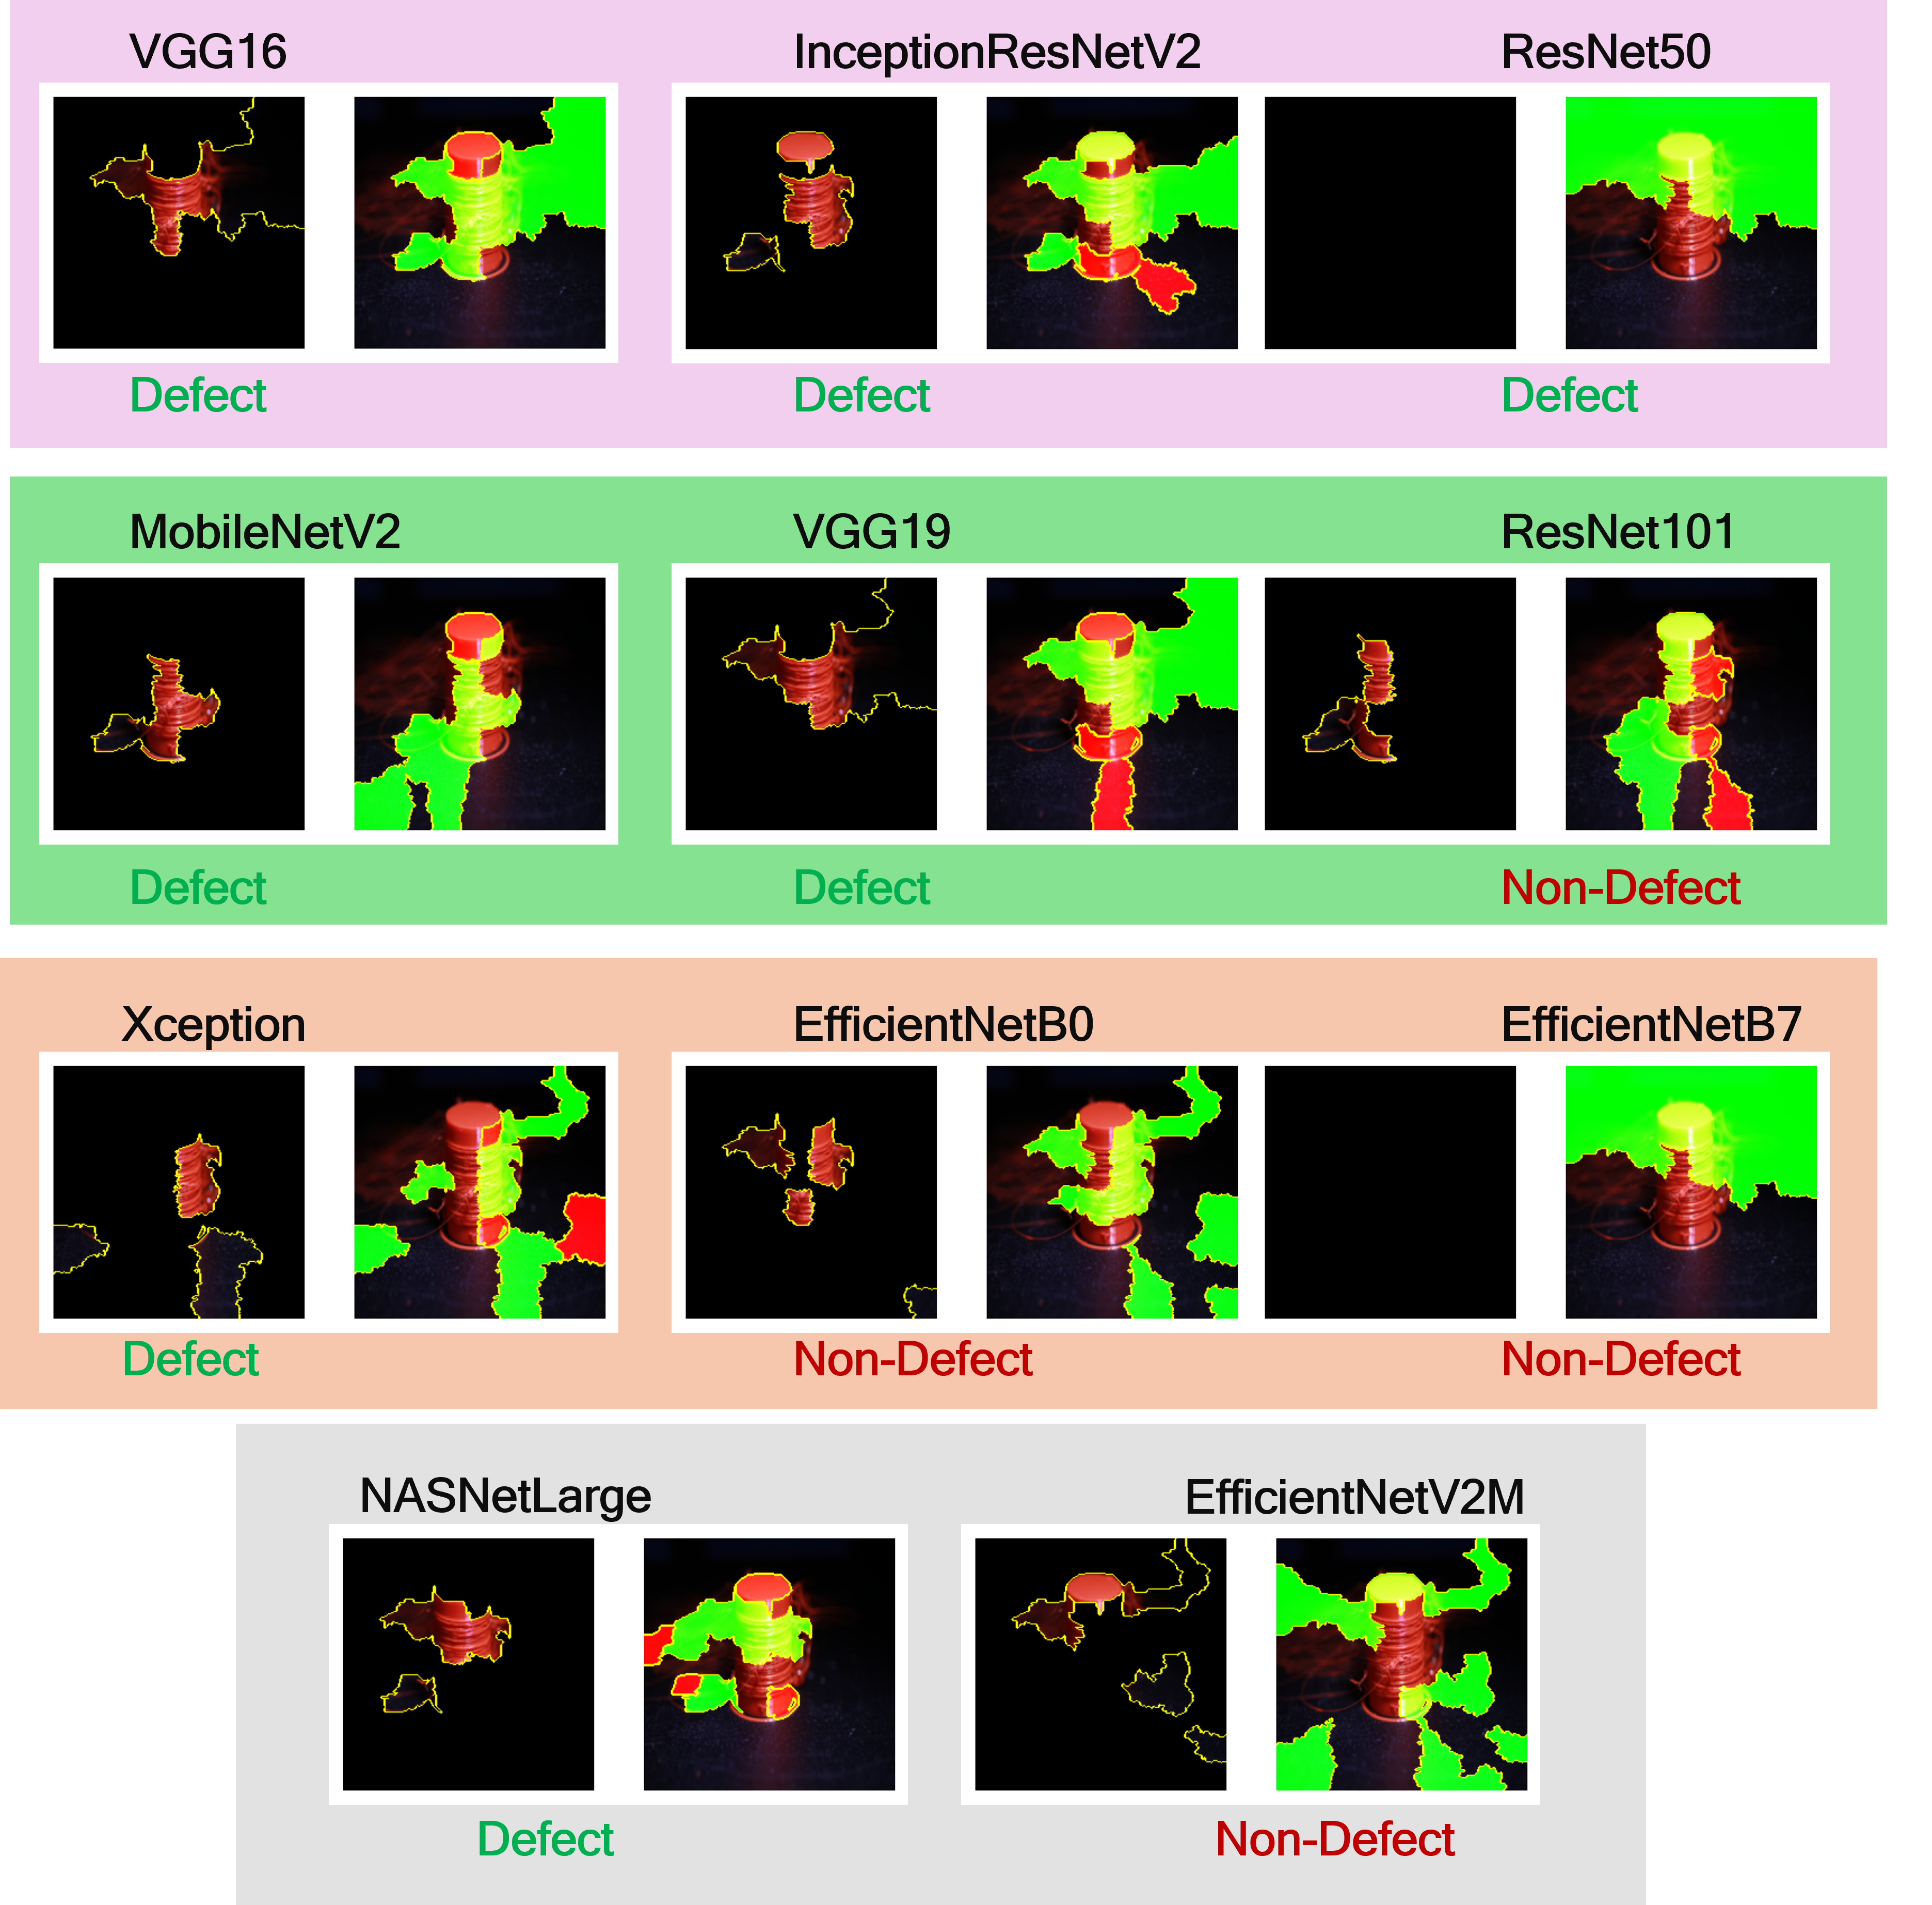 VGG16
InceptionResNetV2
ResNet50
Defect
Defect
Defect
MobileNetV2
VGG19
ResNet101
Defect
Defect
Non-Defect
Xception
EfficientNetB0
EfficientNetB7
Defect
Non-Defect
Non-Defect
NASNetLarge
EfficientNetV2M
Defect
Non-Defect